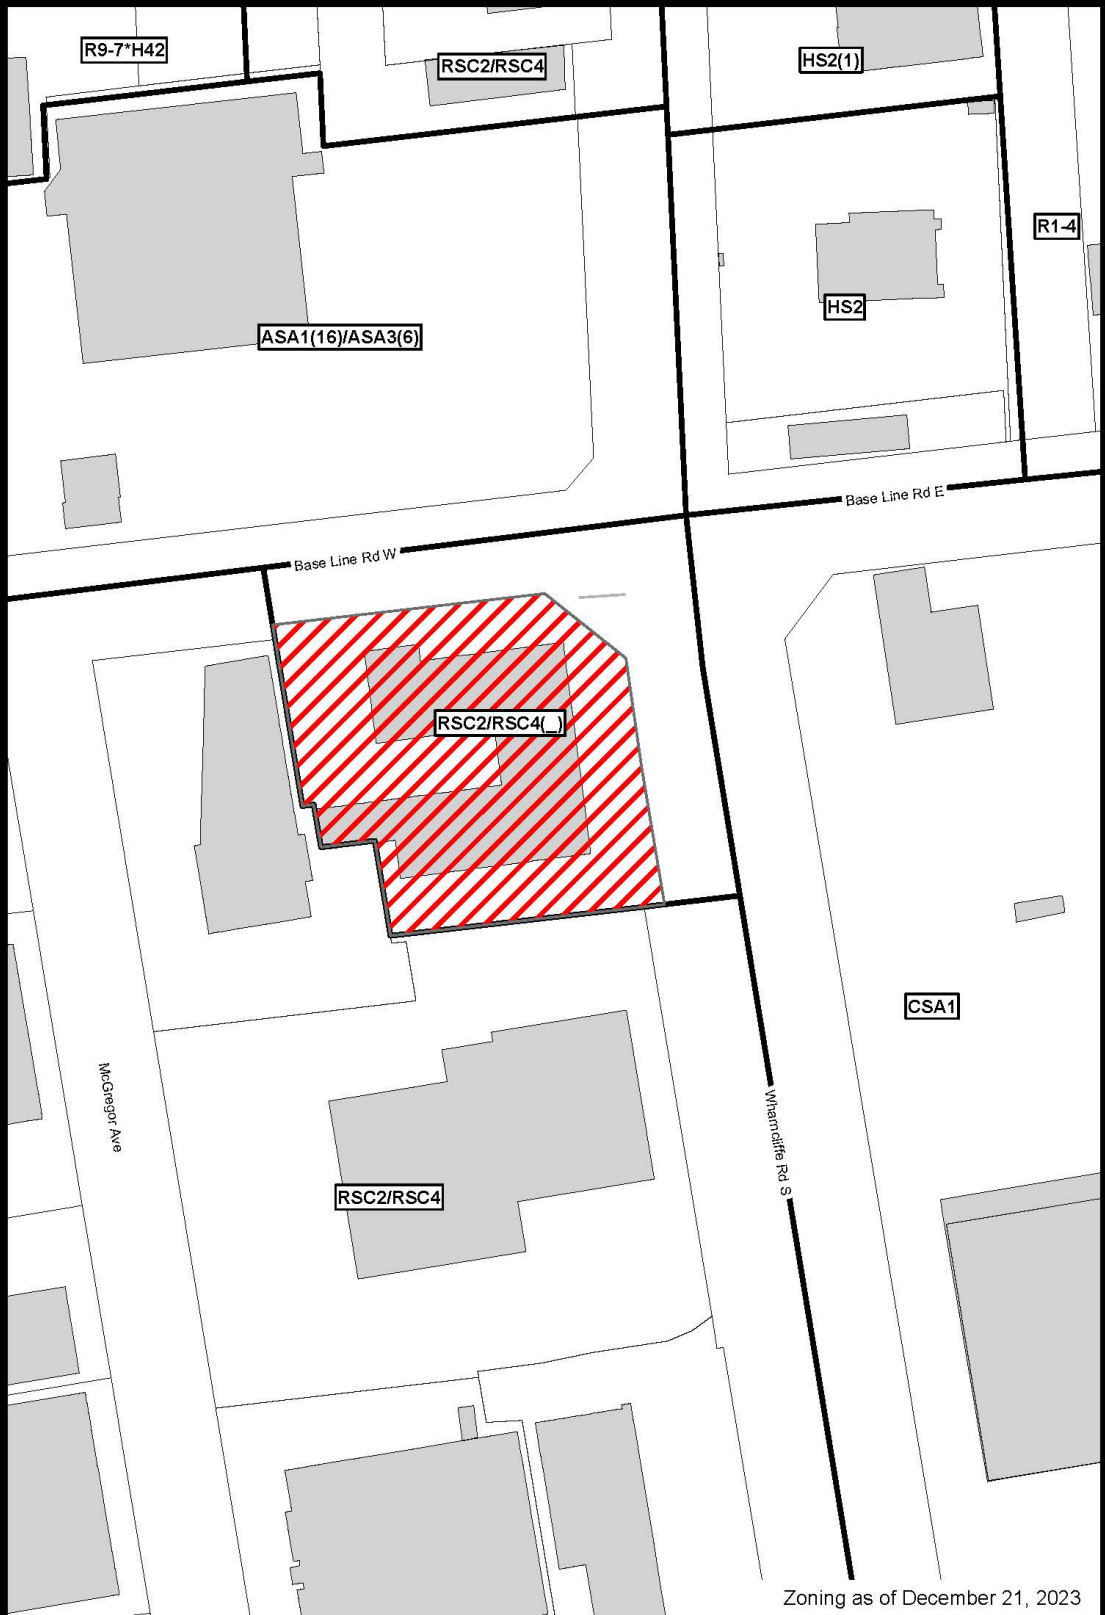 R9-7*H42
RSC2/RSC4
HS2(1)
R1-4
HS2
ASA1(16)/ASA3(6)
Base Line Rd E
Base Line Rd W
RSC2/RSC4(_)
CSA1
McGregor Ave
Wharncliffe Rd S
RSC2/RSC4
Zoning as of December 21, 2023